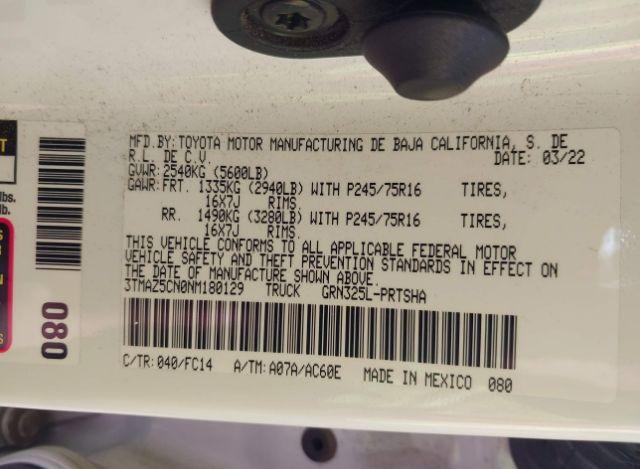 MFD.BY:TOYOTA MOTOR MANUFACTURING DE BAJA CALIFORNIA, S. DE
R.L. DE C.V. DATE: 03/22
GVWR:2540KG (5600LB)
GAWR:FRT. 1335KG (2940LB) WITH P245/75R16 TIRES,
16X7J RIMS.
RR. 1490KG (3280LB) WITH P245/75R16 TIRES,
16X7J RIMS.
THIS VEHICLE CONFORMS TO ALL APPLICABLE FEDERAL MOTOR
VEHICLE SAFETY AND THEFT PREVENTION STANDARDS IN EFFECT ON
THE DATE OF MANUFACTURE SHOWN ABOVE.
3TMAZ5CN0NM180129 TRUCK GRN325L-PRTSHA
C/TR:040/FC14 A/TM:A07A/AC60E MADE IN MEXICO 080
080
lbs.
lb.